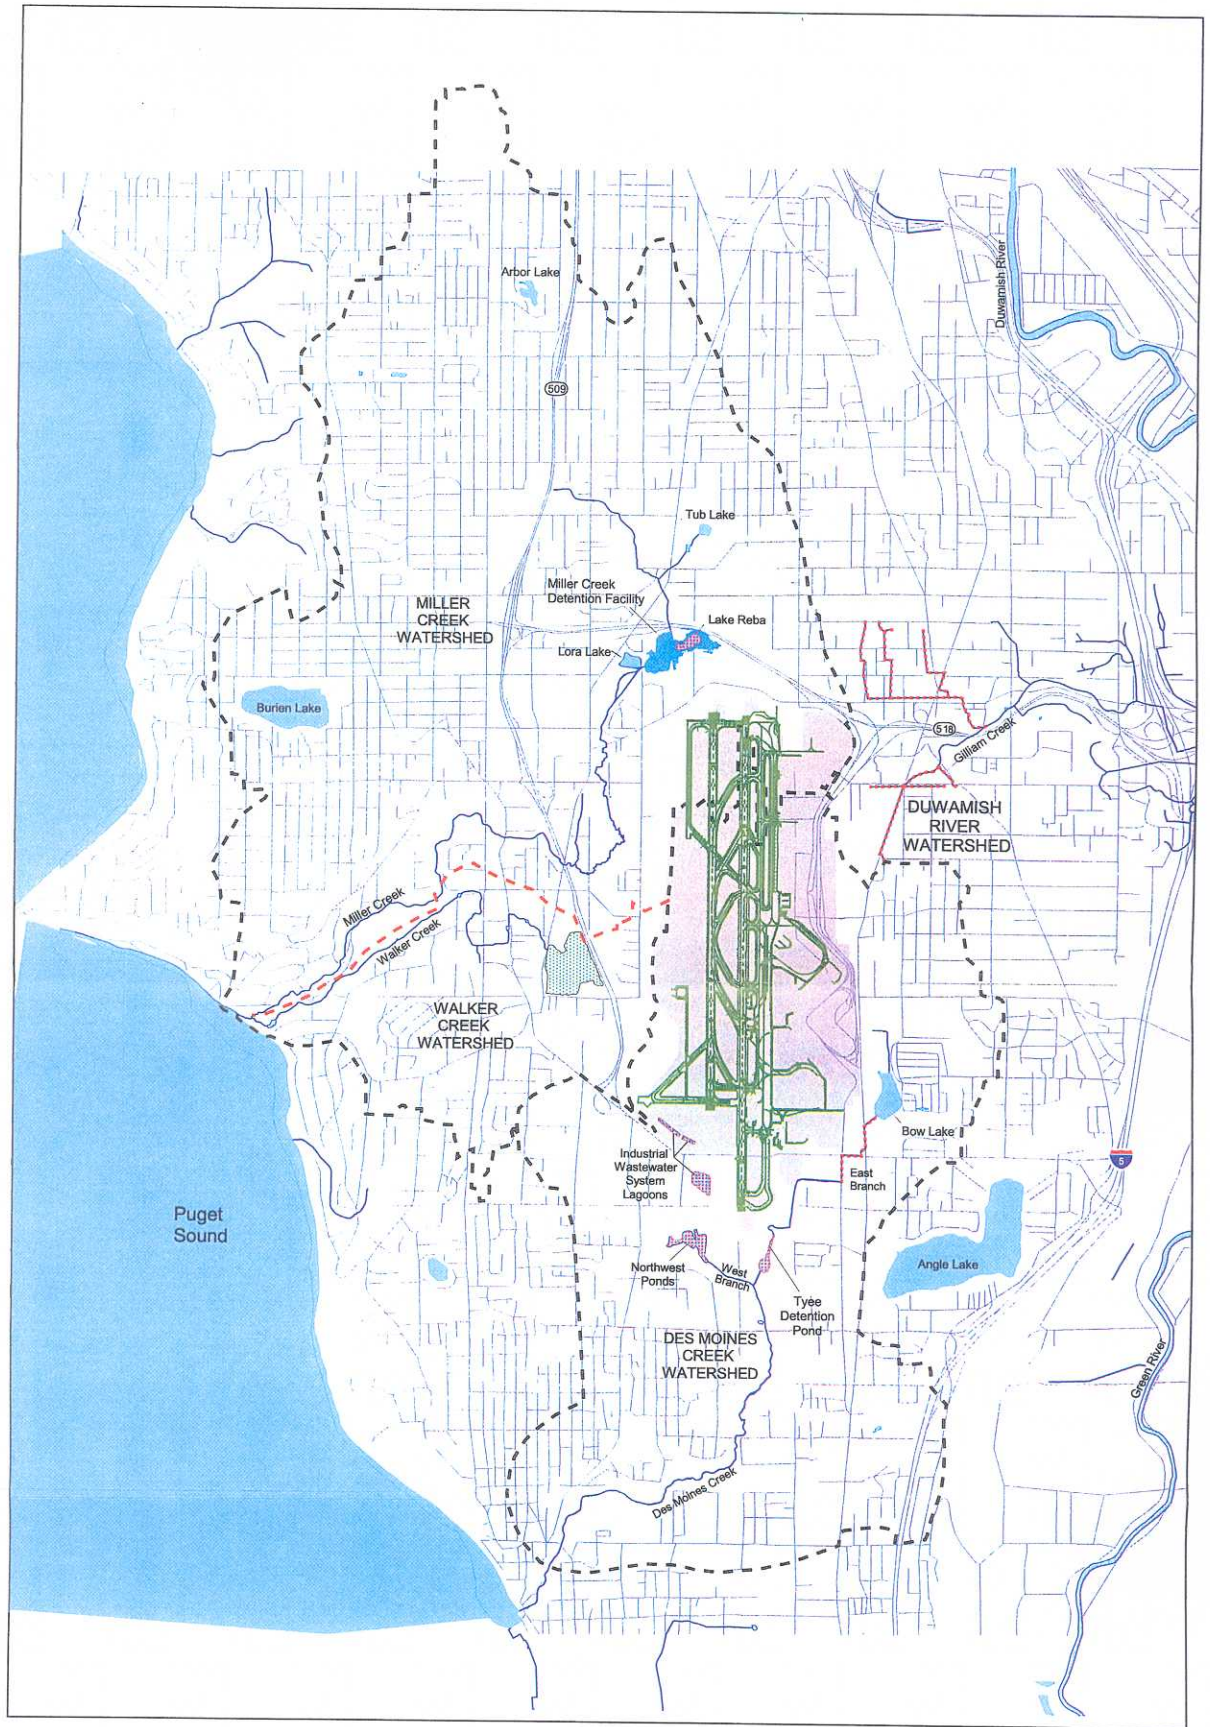 Arbor Lake
Duwamish River
509
Tub Lake
Miller Creek
Detention Facility
MILLER
CREEK
WATERSHED
Lake Reba
Lora Lake
Burien Lake
518
Gilliam Creek
DUWAMISH
RIVER
WATERSHED
Miller Creek
Walker Creek
WALKER
CREEK
WATERSHED
Bow Lake
Industrial
Wastewater
System
Lagoons
East
Branch
5
Puget
Sound
Northwest
Ponds
West
Branch
Angle Lake
Tyee
Detention
Pond
DES MOINES
CREEK
WATERSHED
Green River
Des Moines Creek